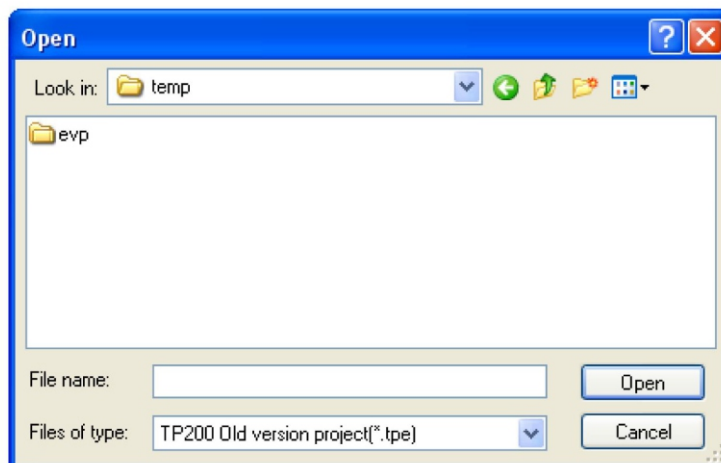 Open
Look in: temp
evp
File name:
Open
Files of type: TP200 Old version project(*.tpe)
Cancel